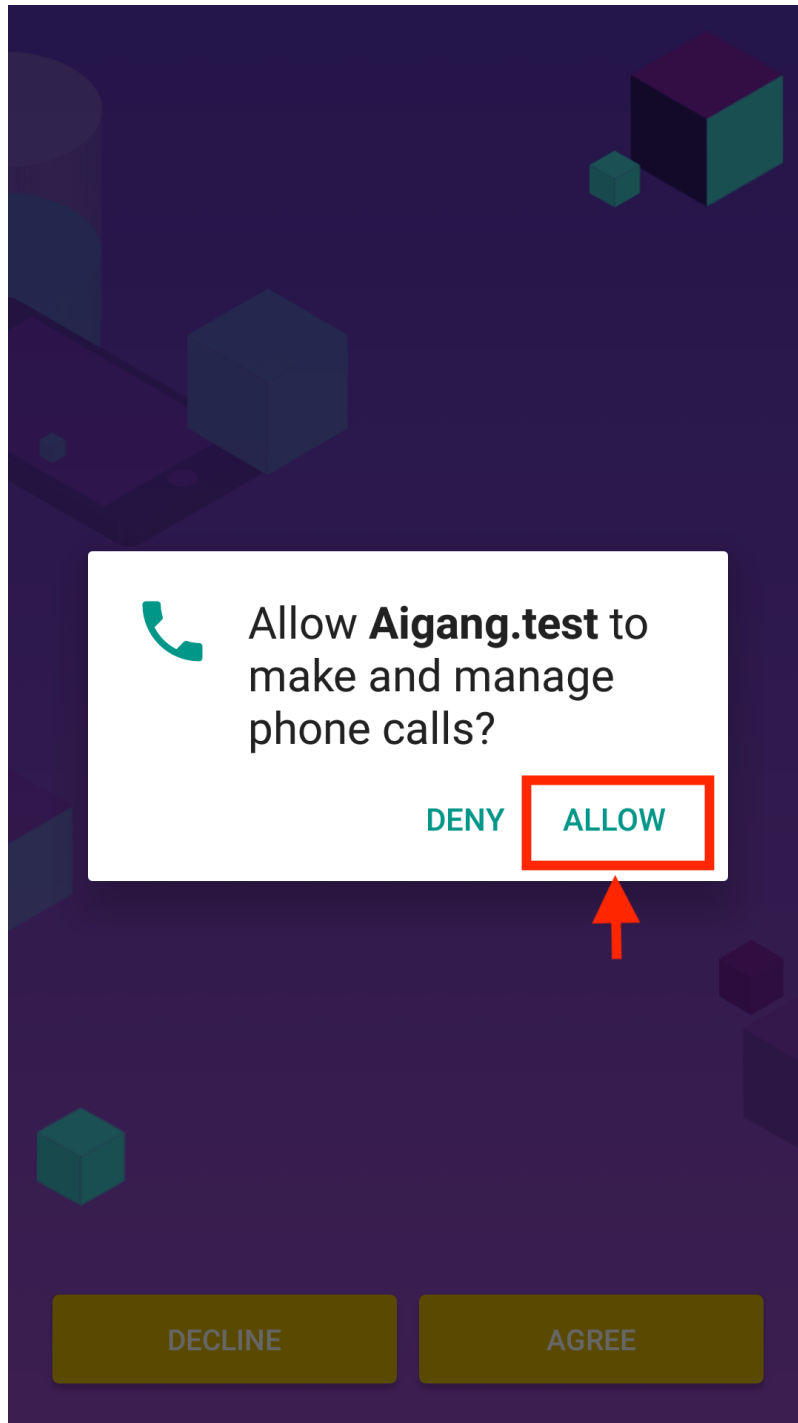 Allow Aigang.test to
make and manage
phone calls?
DENY ALLOW
DECLINE AGREE